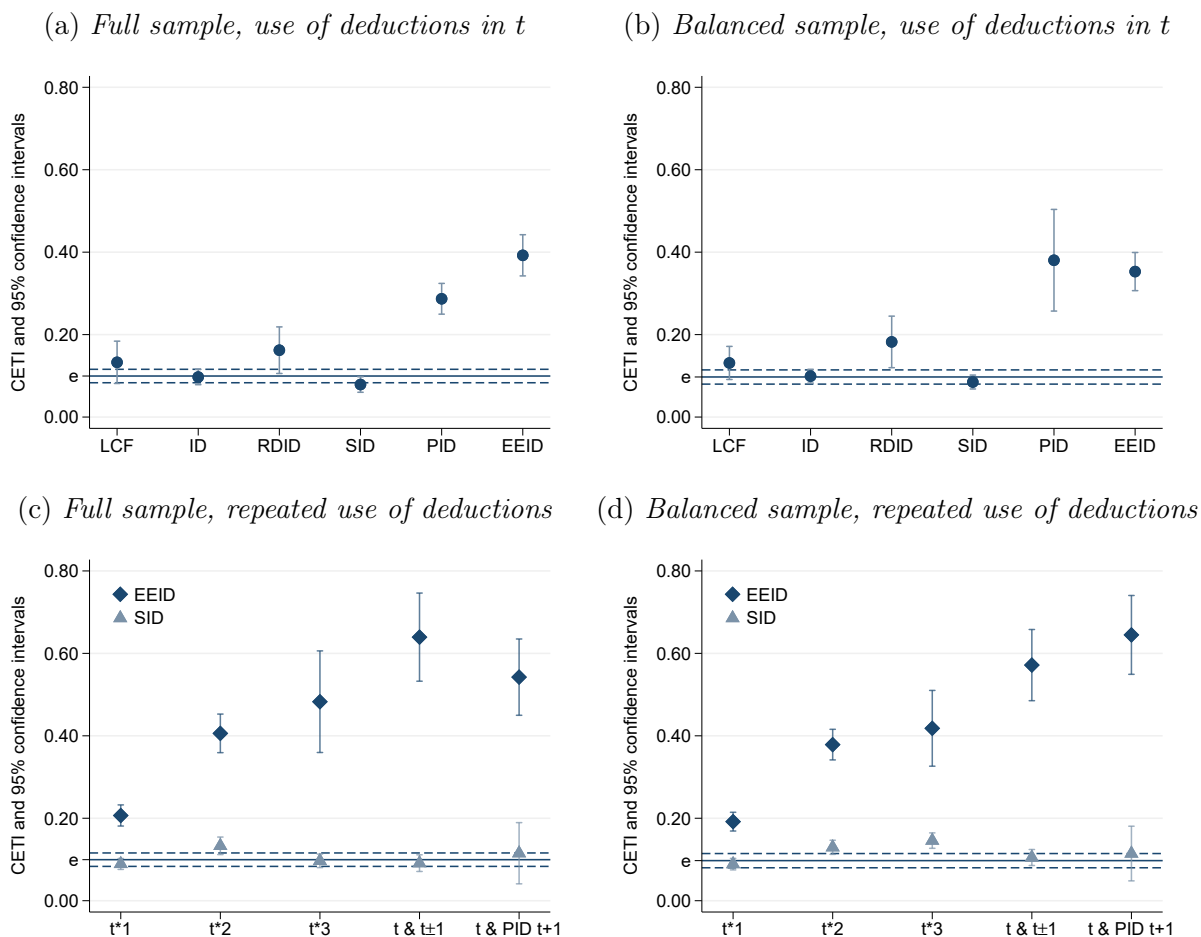 (a) Full sample, use of deductions in t
(b) Balanced sample, use of deductions in t
CETI and 95% confidence intervals
0.80
0.60
0.40
0.20
e
0.00
LCF ID RDID SID PID EEID
CETI and 95% confidence intervals
0.80
0.60
0.40
0.20
e
0.00
LCF ID RDID SID PID EEID
(c) Full sample, repeated use of deductions
(d) Balanced sample, repeated use of deductions
CETI and 95% confidence intervals
0.80
0.60
0.40
0.20
e
0.00
EEID
SID
t*1 t*2 t*3 t & t±1 t & PID t+1
CETI and 95% confidence intervals
0.80
0.60
0.40
0.20
e
0.00
EEID
SID
t*1 t*2 t*3 t & t±1 t & PID t+1